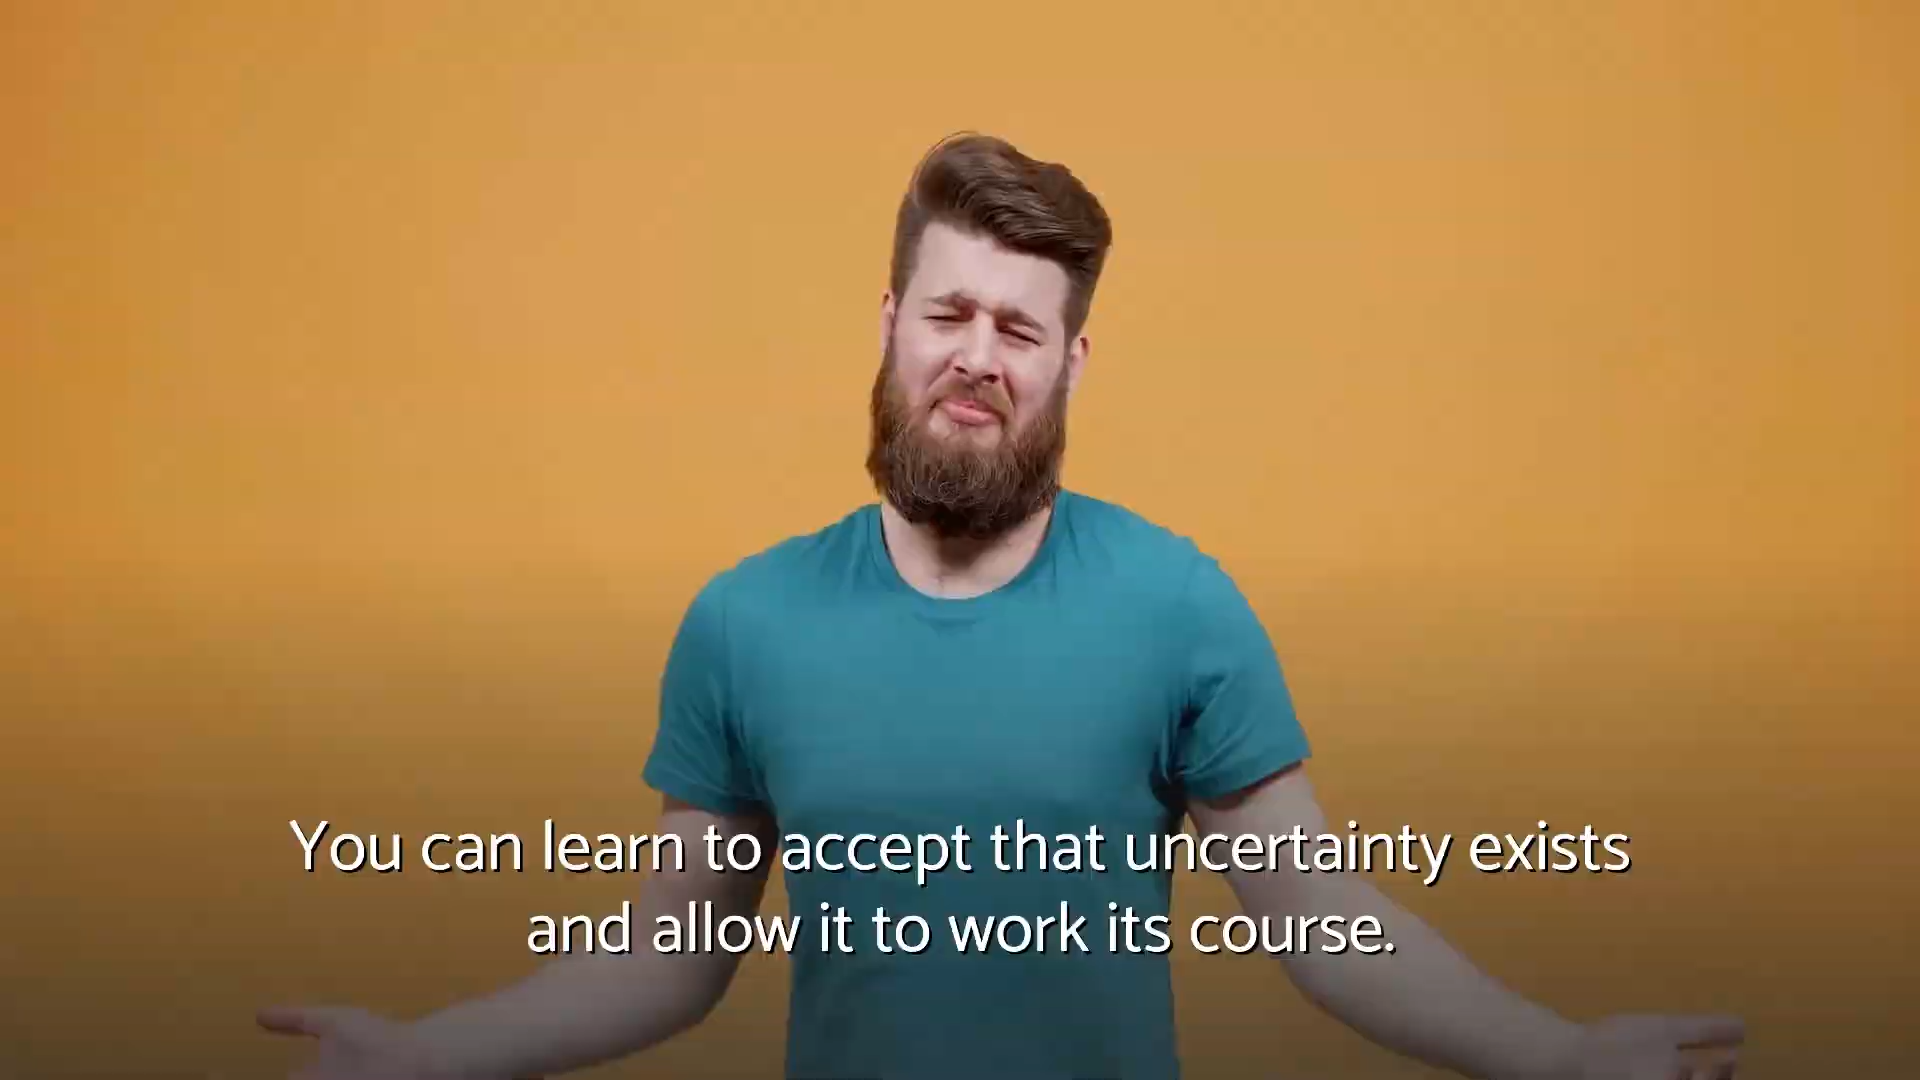 You can learn to accept that uncertainty exists
and allow it to work its course.